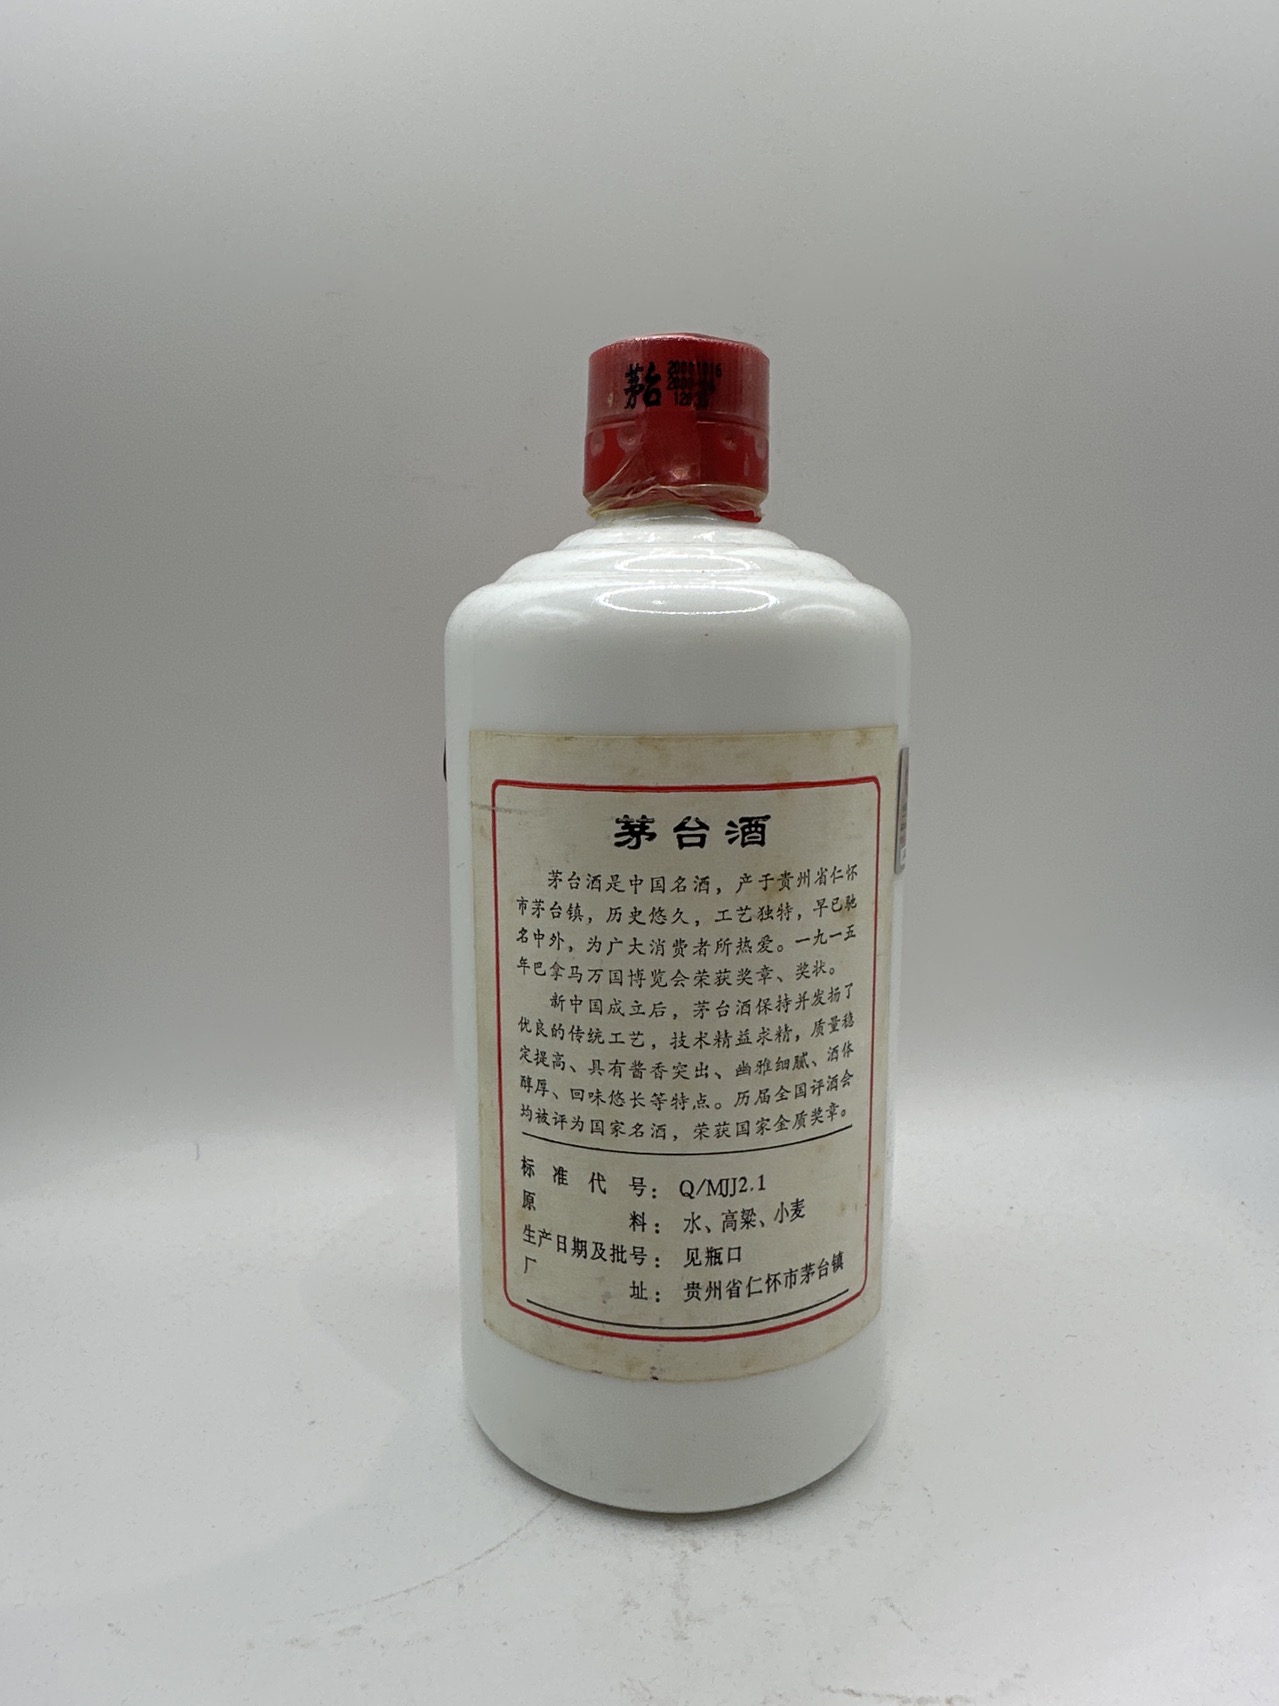 茅台
茅台酒
茅台酒是中国名酒，产于贵州省仁怀
市茅台镇，历史悠久，工艺独特，早已驰
名中外，为广大消费者所热爱。一九一五
年巴拿马万国博览会荣获奖章、奖状。
新中国成立后，茅台酒保持并发扬了
优良的传统工艺，技术精益求精，质量稳
定提高、具有酱香突出、幽雅细腻、酒体
醇厚、回味悠长等特点。历届全国评酒会
均被评为国家名酒，荣获国家金质奖章。
标准代号：Q/MJJ2.1
原料：水、高粱、小麦
生产日期及批号：见瓶口
厂址：贵州省仁怀市茅台镇